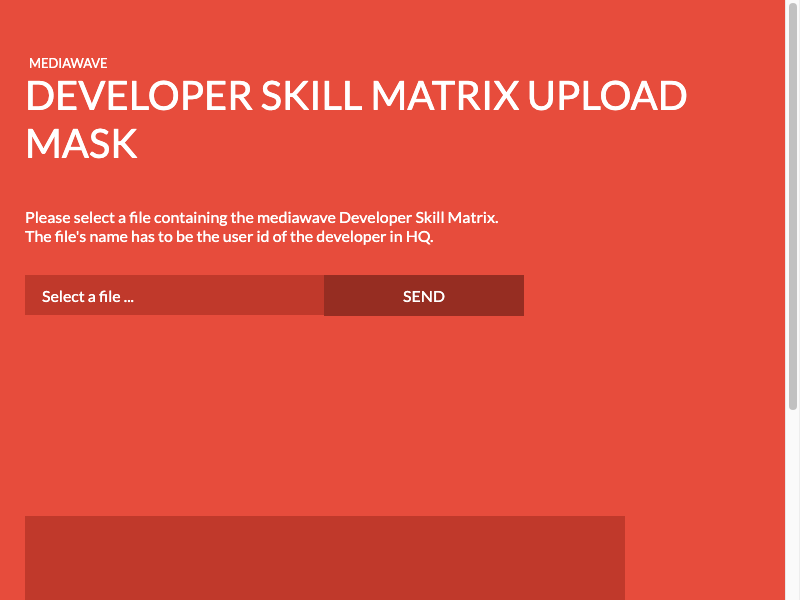 MEDIAWAVE
DEVELOPER SKILL MATRIX UPLOAD
MASK
Please select a file containing the mediawave Developer Skill Matrix.
The file's name has to be the user id of the developer in HQ.
Select a file ...
SEND